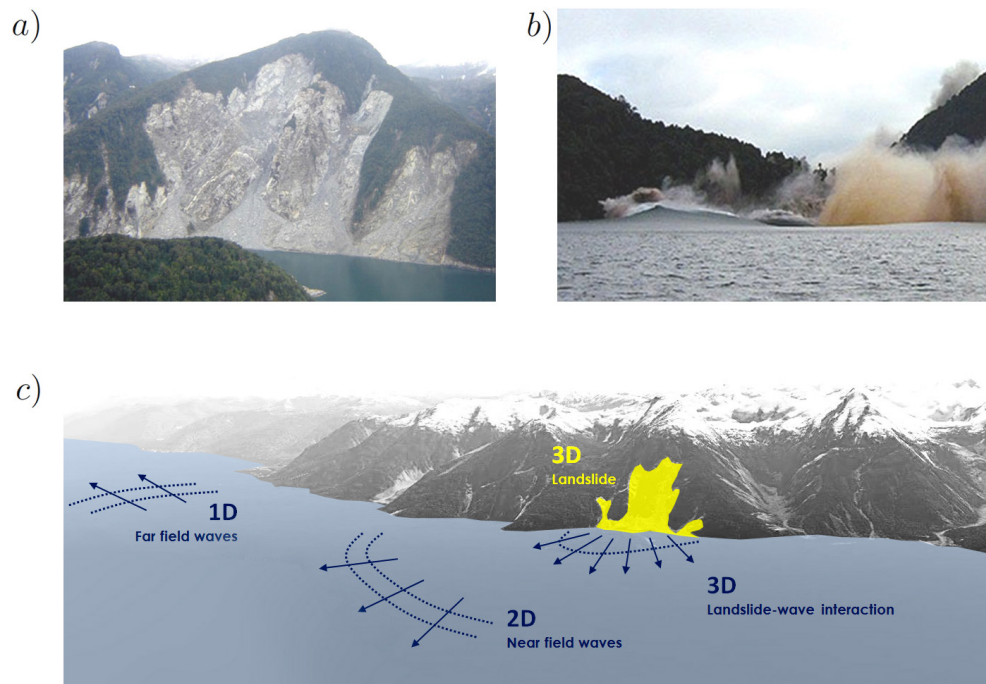 a)
b)
c)
3D
Landslide
1D
Far field waves
2D
Near field waves
3D
Landslide-wave interaction